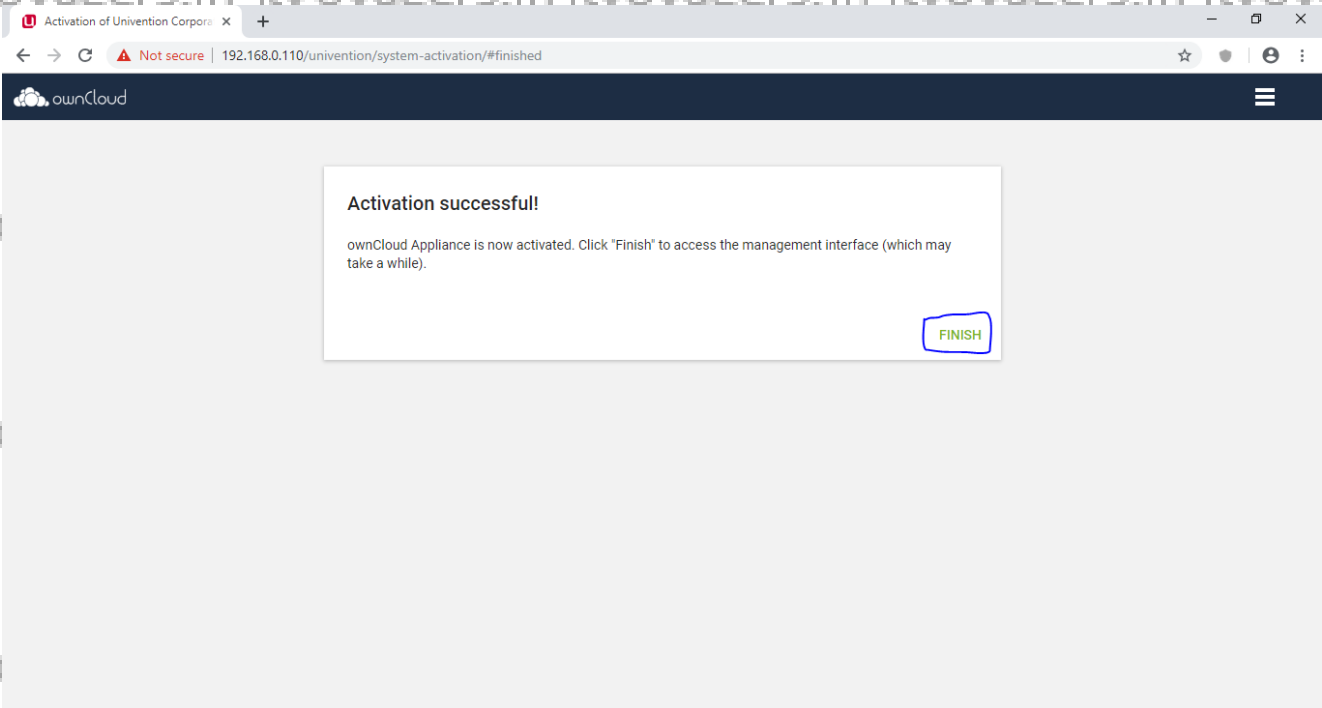 Activation of Univention Corpora
Not secure
192.168.0.110/univention/system-activation/#finished
ownCloud
Activation successful!
ownCloud Appliance is now activated. Click "Finish" to access the management interface (which may
take a while).
FINISH